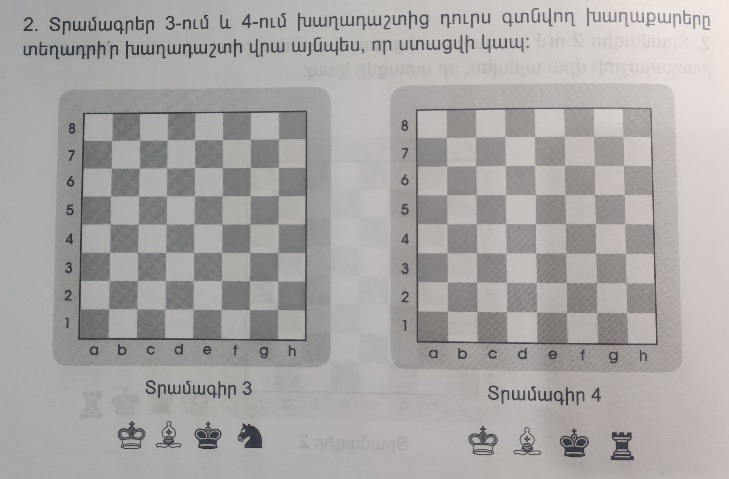 2. Տրամագրեր 3-ում և 4-ում խաղադաշտից դուրս գտնվող խաղաքարերը
տեղադրի՛ր խաղադաշտի վրա այնպես, որ ստացվի կապ:
8 8
7 7
6 6
5 5
4 4
3 3
2 2
1 1
a b c d e f g h a b c d e f g h
Տրամագիր 3 Տրամագիր 4